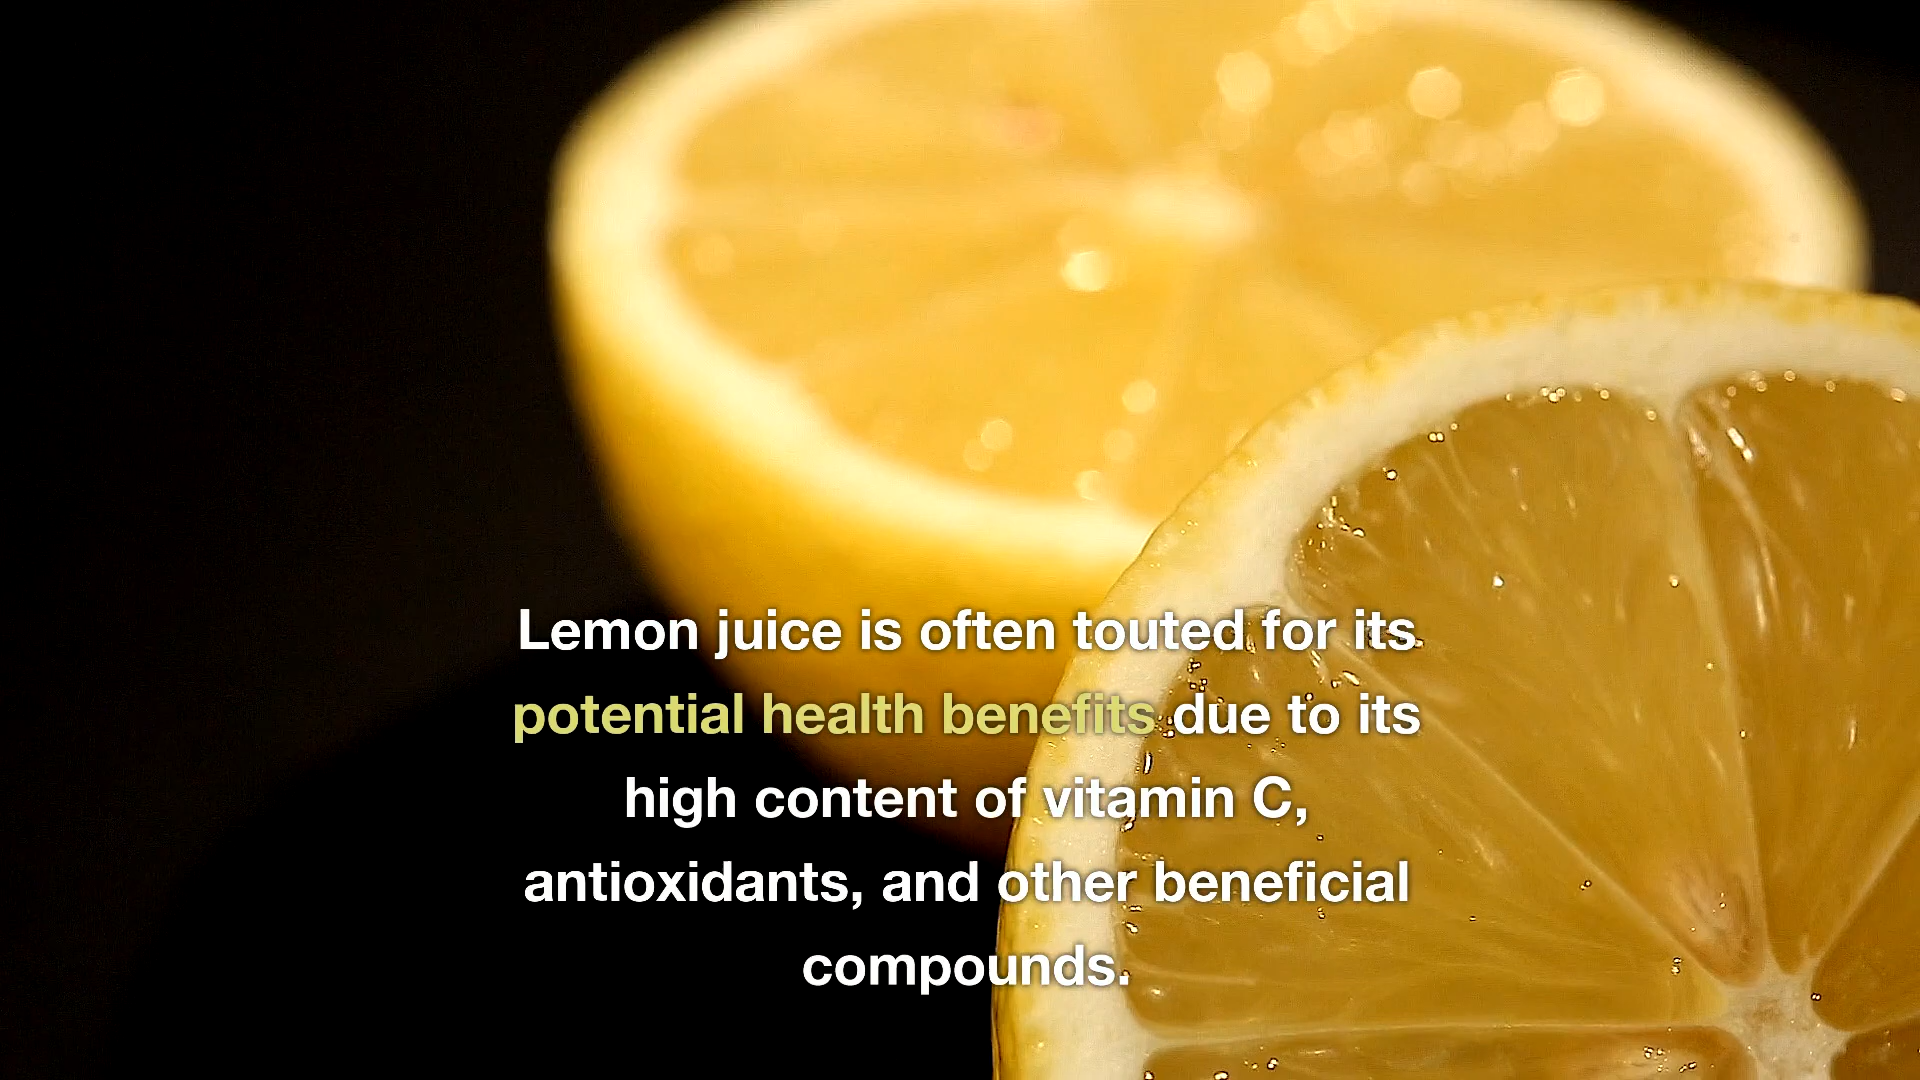 Lemon juice is often touted for its
potential health benefits due to its
high content of vitamin C,
antioxidants, and other beneficial
compounds.